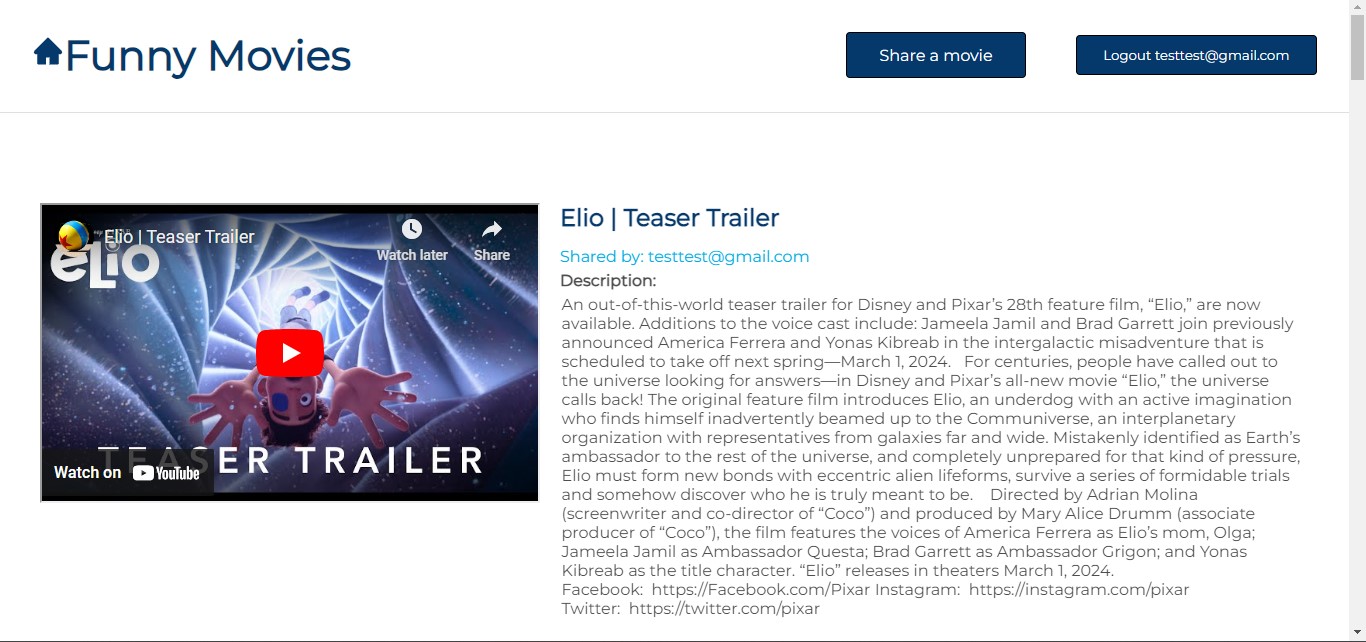 Funny Movies
Share a movie
Logout testtest@gmail.com
Elio | Teaser Trailer
Watch later
Share
elio
TEASER TRAILER
Watch on YouTube
Elio | Teaser Trailer
Shared by: testtest@gmail.com
Description:
An out-of-this-world teaser trailer for Disney and Pixar’s 28th feature film, “Elio,” are now
available. Additions to the voice cast include: Jameela Jamil and Brad Garrett join previously
announced America Ferrera and Yonas Kibreab in the intergalactic misadventure that is
scheduled to take off next spring—March 1, 2024.   For centuries, people have called out to
the universe looking for answers—in Disney and Pixar’s all-new movie “Elio,” the universe
calls back! The original feature film introduces Elio, an underdog with an active imagination
who finds himself inadvertently beamed up to the Communiverse, an interplanetary
organization with representatives from galaxies far and wide. Mistakenly identified as Earth’s
ambassador to the rest of the universe, and completely unprepared for that kind of pressure,
Elio must form new bonds with eccentric alien lifeforms, survive a series of formidable trials
and somehow discover who he is truly meant to be.    Directed by Adrian Molina
(screenwriter and co-director of “Coco”) and produced by Mary Alice Drumm (associate
producer of “Coco”), the film features the voices of America Ferrera as Elio’s mom, Olga;
Jameela Jamil as Ambassador Questa; Brad Garrett as Ambassador Grigon; and Yonas
Kibreab as the title character. “Elio” releases in theaters March 1, 2024.
Facebook:  https://Facebook.com/Pixar Instagram:  https://instagram.com/pixar
Twitter:  https://twitter.com/pixar